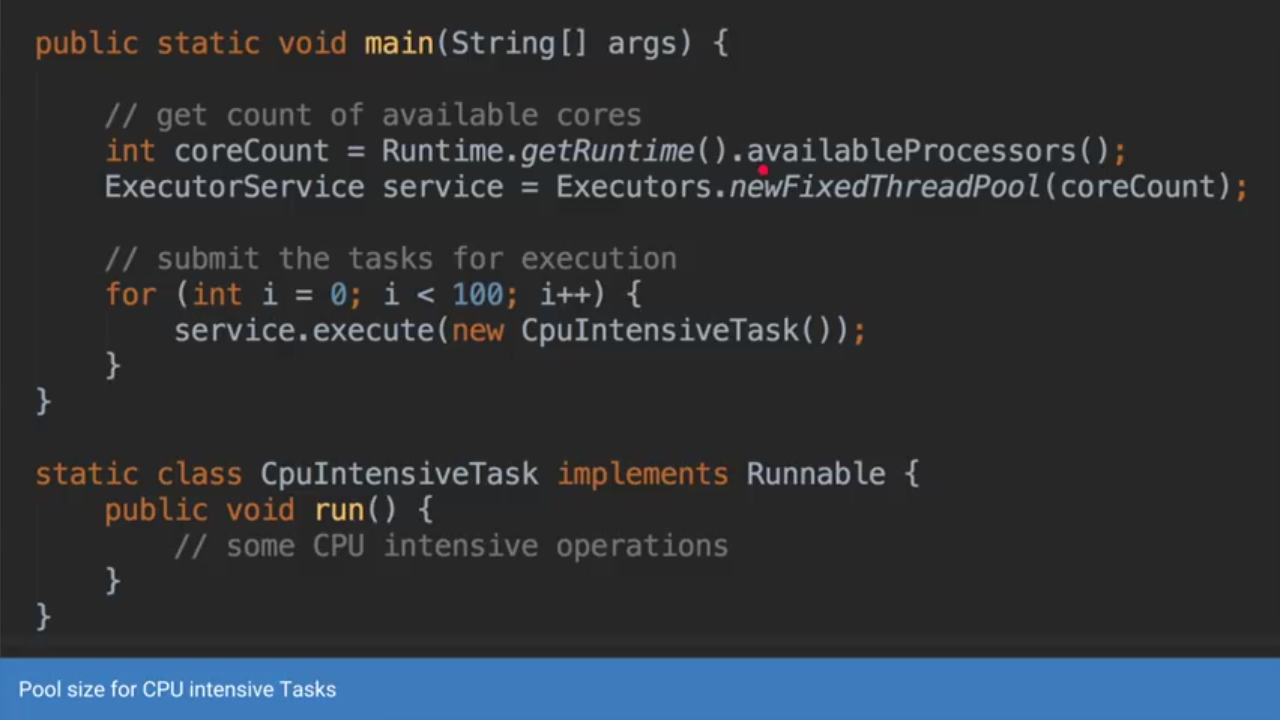 public static void main(String[] args) {
// get count of available cores
int coreCount = Runtime.getRuntime().availableProcessors();
ExecutorService service = Executors.newFixedThreadPool(coreCount);
// submit the tasks for execution
for (int i = 0; i < 100; i++) {
service.execute(new CpuIntensiveTask());
}
}
static class CpuIntensiveTask implements Runnable {
public void run() {
// some CPU intensive operations
}
}
Pool size for CPU intensive Tasks